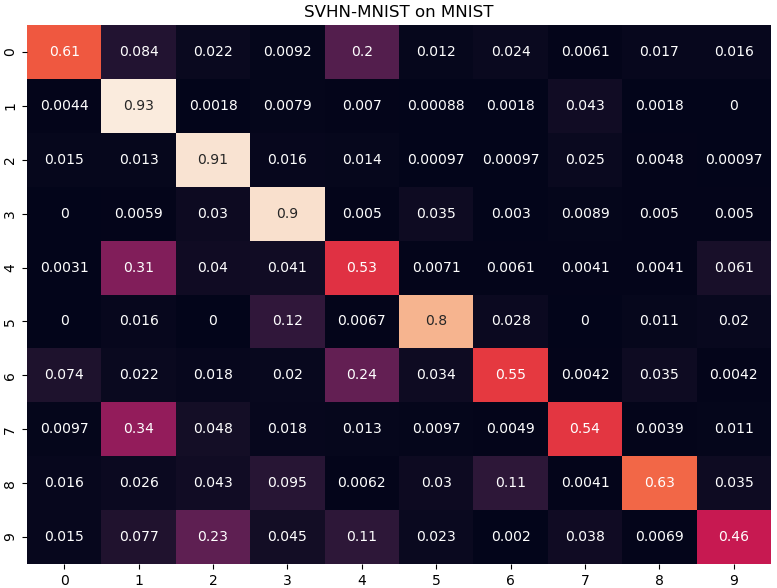 SVHN-MNIST on MNIST
0 0.61 0.084 0.022 0.0092 0.2 0.012 0.024 0.0061 0.017 0.016
1 0.0044 0.93 0.0018 0.0079 0.007 0.00088 0.0018 0.043 0.0018 0
2 0.015 0.013 0.91 0.016 0.014 0.00097 0.00097 0.025 0.0048 0.00097
3 0 0.0059 0.03 0.9 0.005 0.035 0.003 0.0089 0.005 0.005
4 0.0031 0.31 0.04 0.041 0.53 0.0071 0.0061 0.0041 0.0041 0.061
5 0 0.016 0 0.12 0.0067 0.8 0.028 0 0.011 0.02
6 0.074 0.022 0.018 0.02 0.24 0.034 0.55 0.0042 0.035 0.0042
7 0.0097 0.34 0.048 0.018 0.013 0.0097 0.0049 0.54 0.0039 0.011
8 0.016 0.026 0.043 0.095 0.0062 0.03 0.11 0.0041 0.63 0.035
9 0.015 0.077 0.23 0.045 0.11 0.023 0.002 0.038 0.0069 0.46
0 1 2 3 4 5 6 7 8 9